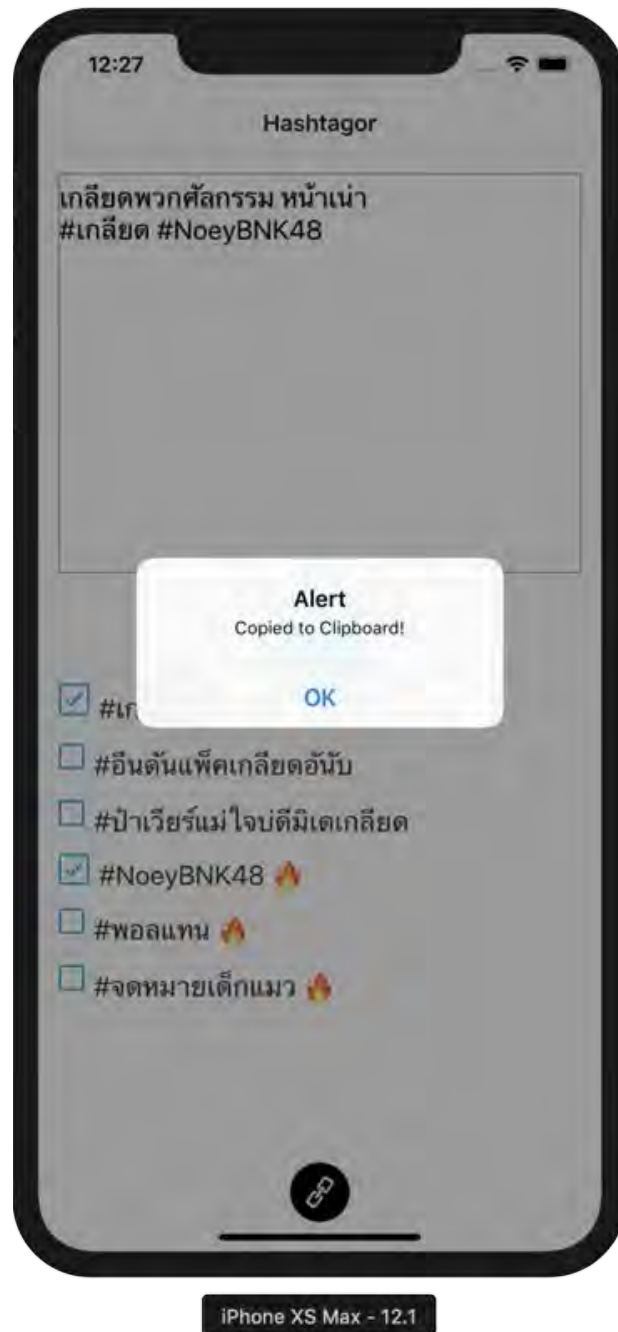 12:27
Hashtagor
เกลียดพวกศัลกรรม หน้าเน่า
#เกลียด #NoeyBNK48
Alert
Copied to Clipboard!
OK
#อินดันแพ็คเกลียดอันับ
#ป๋าเวียร์แม่ใจบ่ดีมิเดเกลียด
#NoeyBNK48 🔥
#พอลแทน 🔥
#จดหมายเด็กแมว 🔥
iPhone XS Max - 12.1